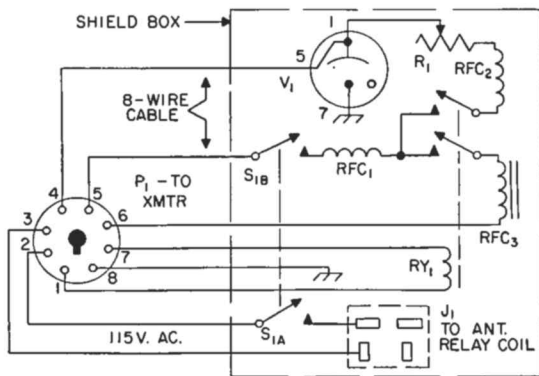 SHIELD BOX
1
5
V1
7
R1
RFC2
8-WIRE
CABLE
P1 -TO
XMTR
S1B
RFC1
4
5
3
6
2
7
1
8
RFC3
RY1
115V. AC.
S1A
J1
TO ANT.
RELAY COIL